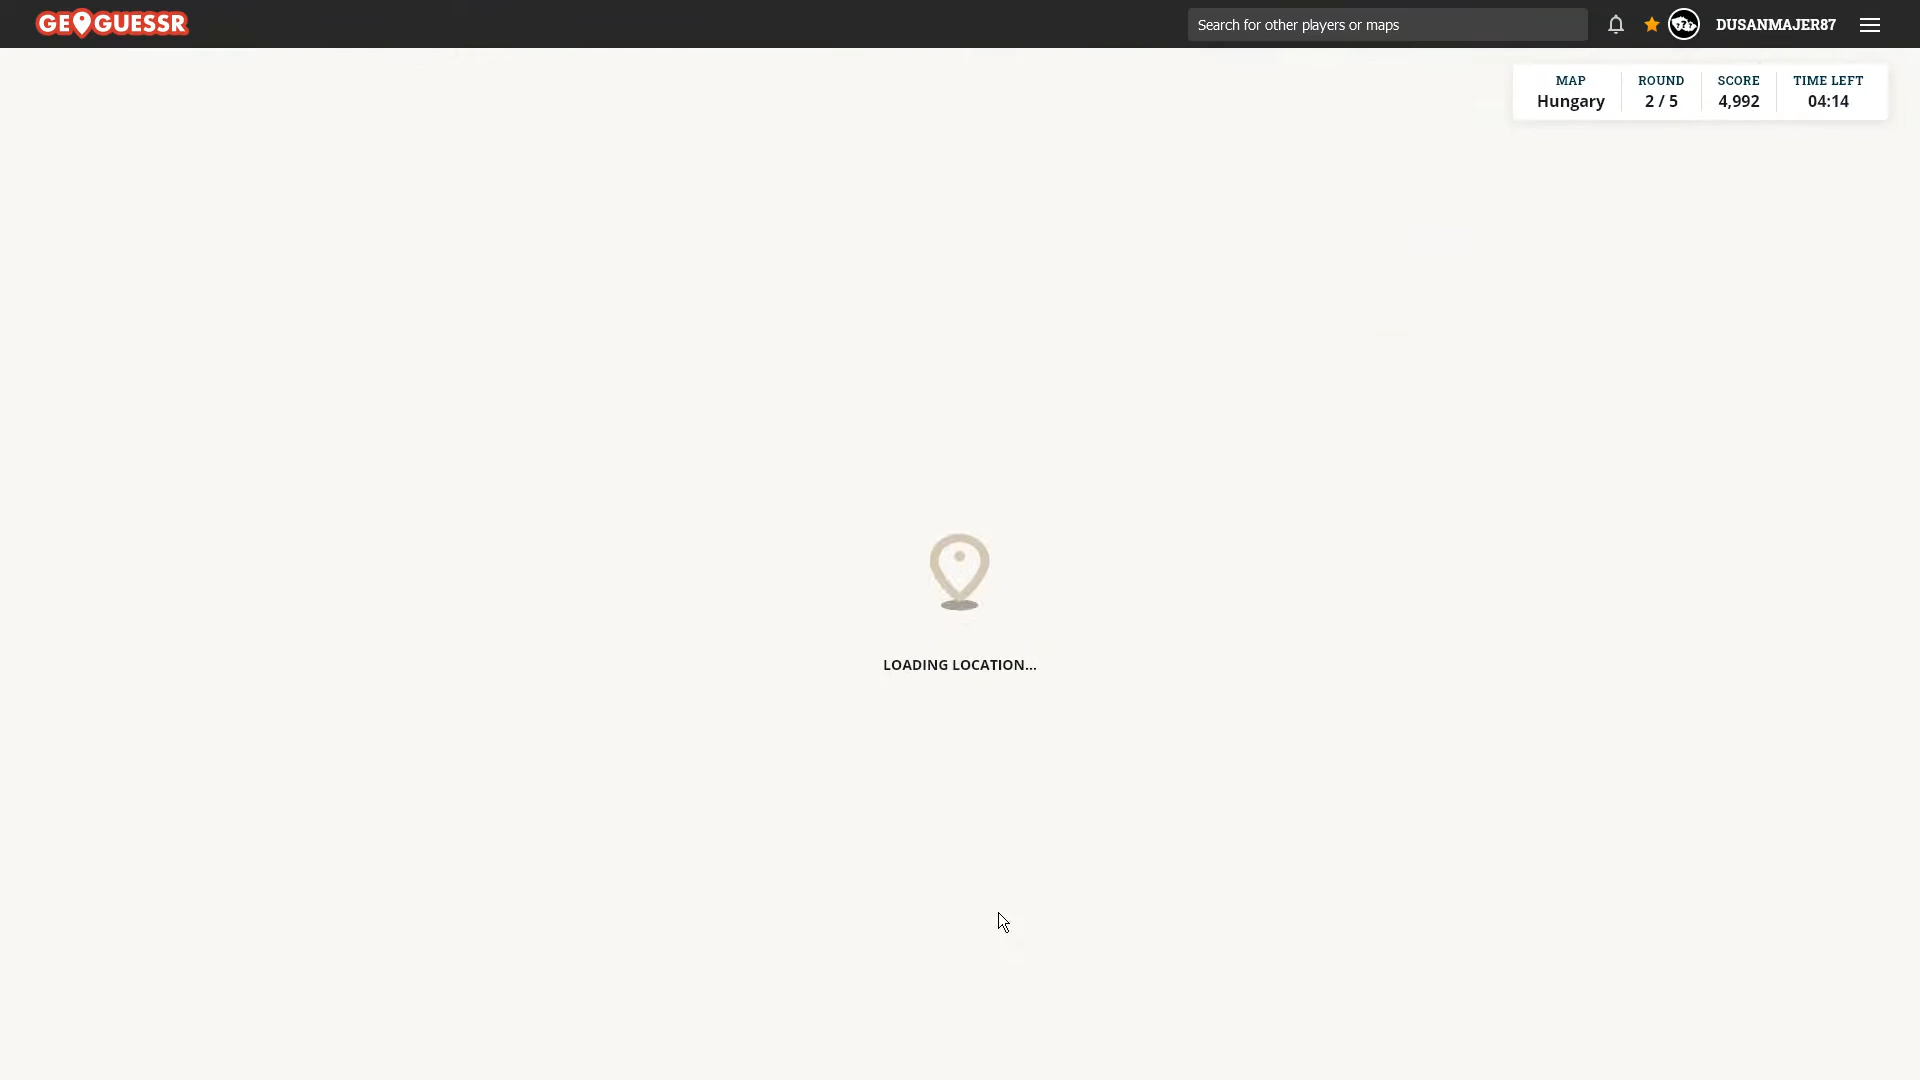 GEOGUESSR
Search for other players or maps
DUSANMAJER87
MAP ROUND SCORE TIME LEFT
Hungary 2 / 5 4,992 04:14
LOADING LOCATION...